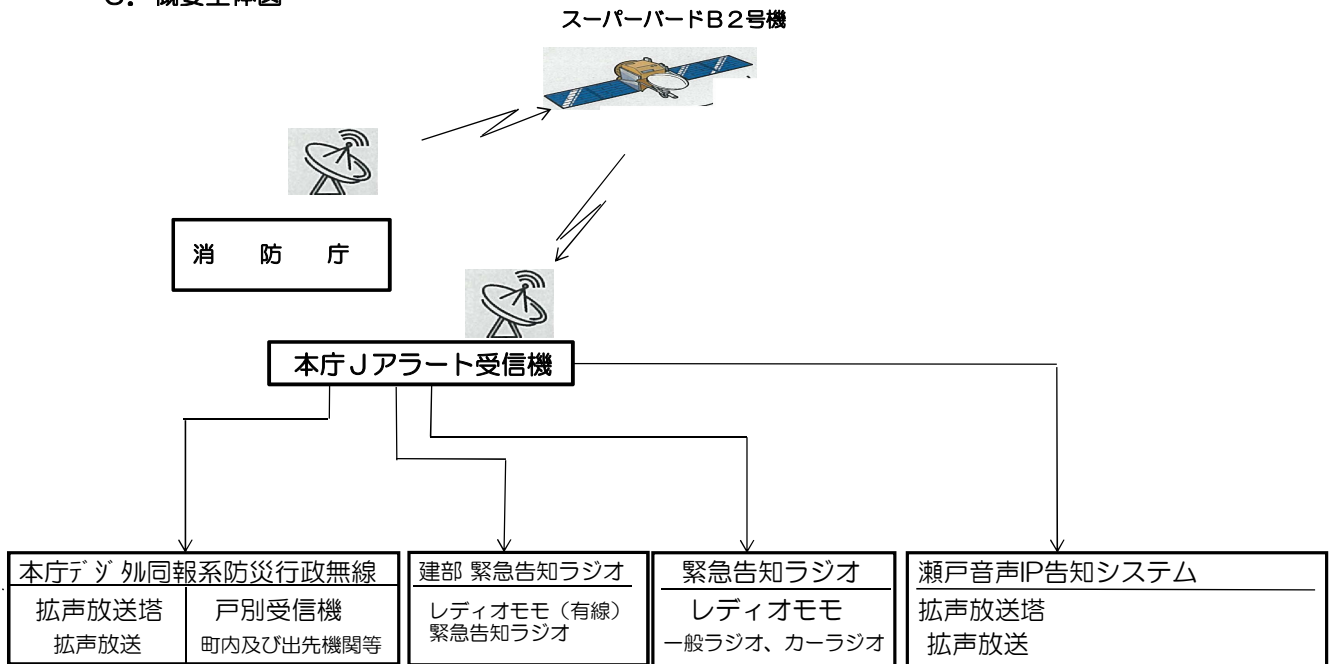 スーパーバードＢ２号機
消　防　庁
本庁Ｊアラート受信機
本庁デジタル同報系防災行政無線
拡声放送塔
拡声放送
戸別受信機
町内及び出先機関等
建部 緊急告知ラジオ
レディオモモ（有線）
緊急告知ラジオ
緊急告知ラジオ
レディオモモ
一般ラジオ、カーラジオ
瀬戸音声IP告知システム
拡声放送塔
拡声放送